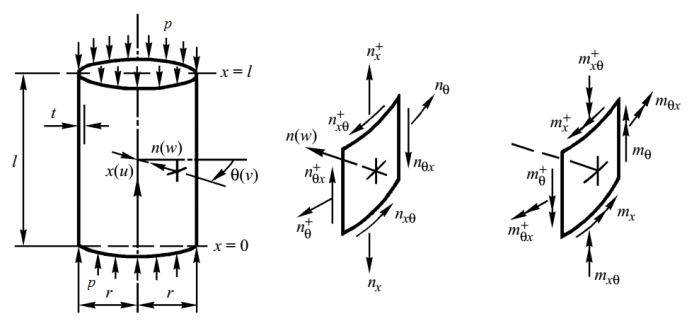 p
x = l
t
n(w)
l
x(u)
θ(v)
x = 0
p
r
r
n_x^+
n_θ
n_{xθ}^+
n(w)
n_{θx}^+
n_{θx}
n_θ^+
n_{xθ}
n_x
m_{xθ}^+
m_{θx}
m_x^+
m_θ
m_θ^+
m_x
m_{θx}^+
m_{xθ}